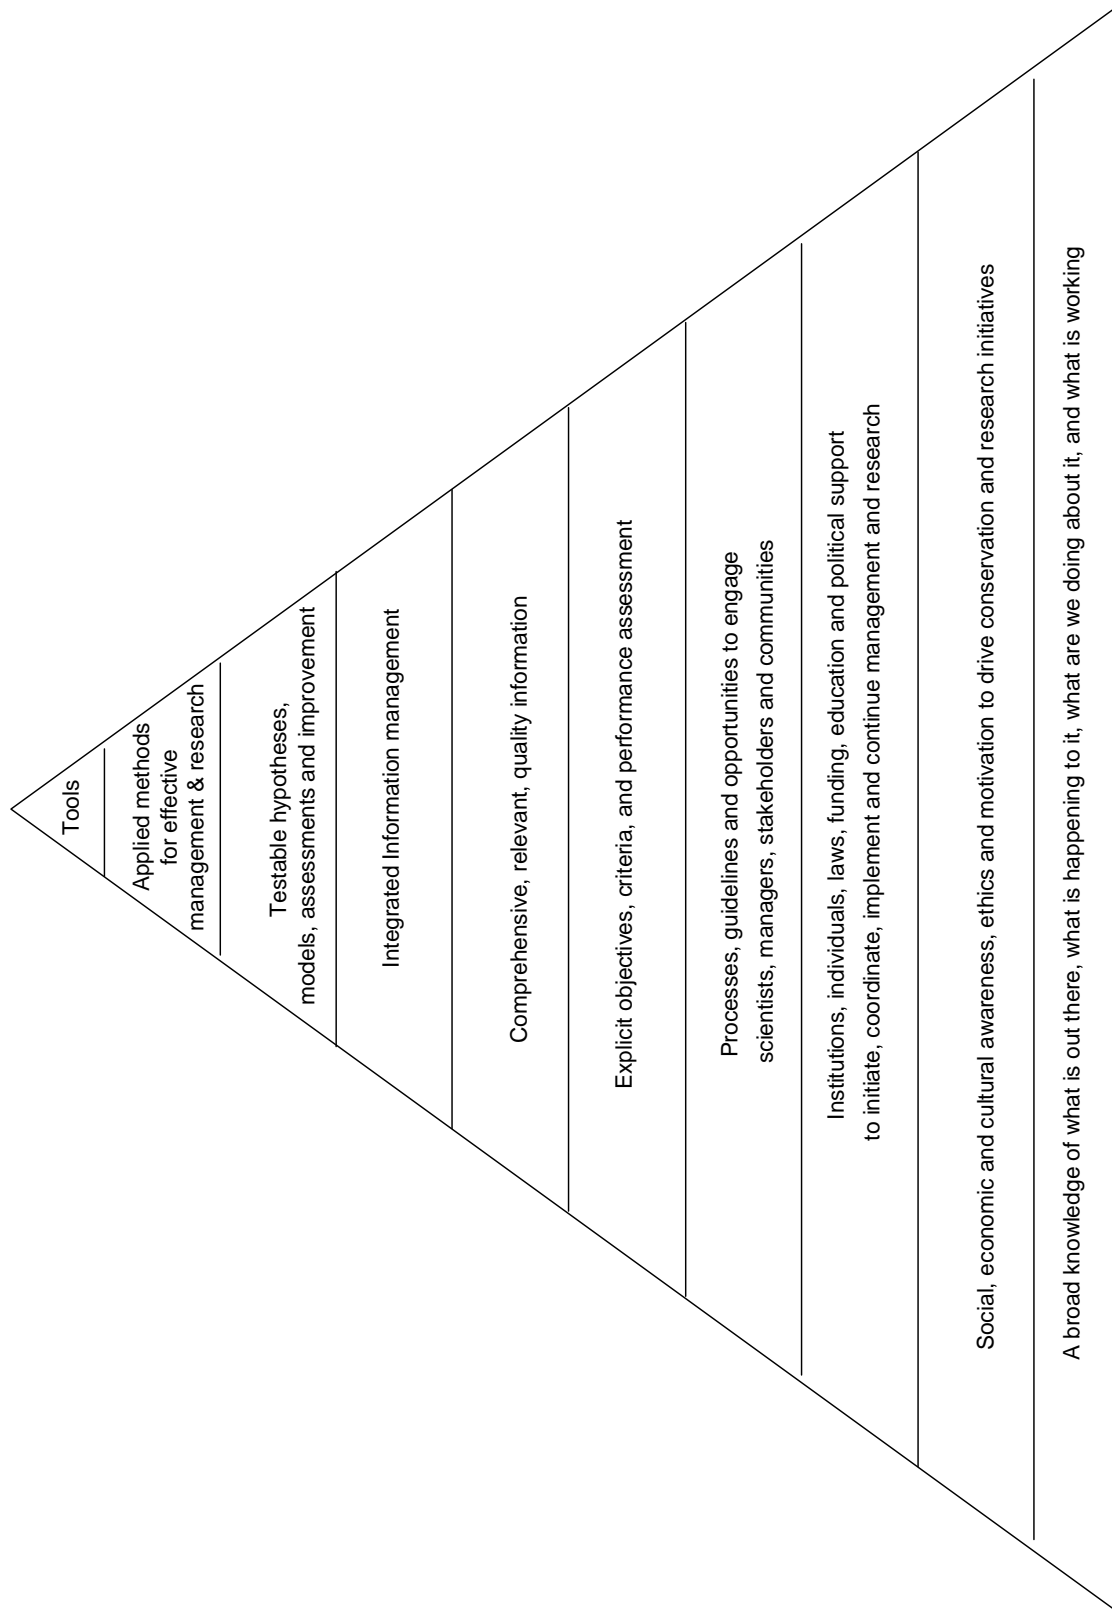 Tools
Applied methods
for effective
management & research
Testable hypotheses,
models, assessments and improvement
Integrated Information management
Comprehensive, relevant, quality information
Explicit objectives, criteria, and performance assessment
Processes, guidelines and opportunities to engage
scientists, managers, stakeholders and communities
Institutions, individuals, laws, funding, education and political support
to initiate, coordinate, implement and continue management and research
Social, economic and cultural awareness, ethics and motivation to drive conservation and research initiatives
A broad knowledge of what is out there, what is happening to it, what are we doing about it, and what is working